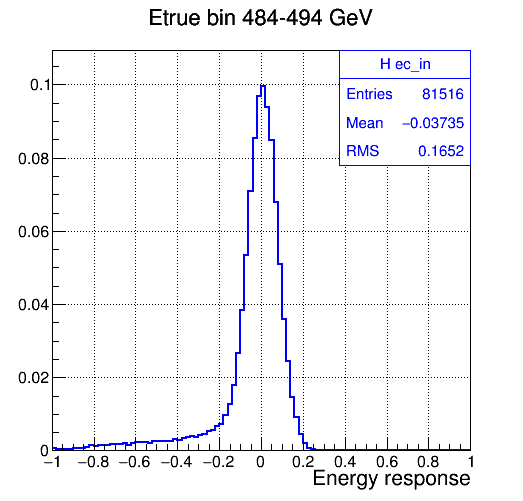 Etrue bin 484-494 GeV
H ec_in
Entries 81516
Mean −0.03735
RMS 0.1652
0.1
0.08
0.06
0.04
0.02
0
−1 −0.8 −0.6 −0.4 −0.2 0 0.2 0.4 0.6 0.8 1
Energy response